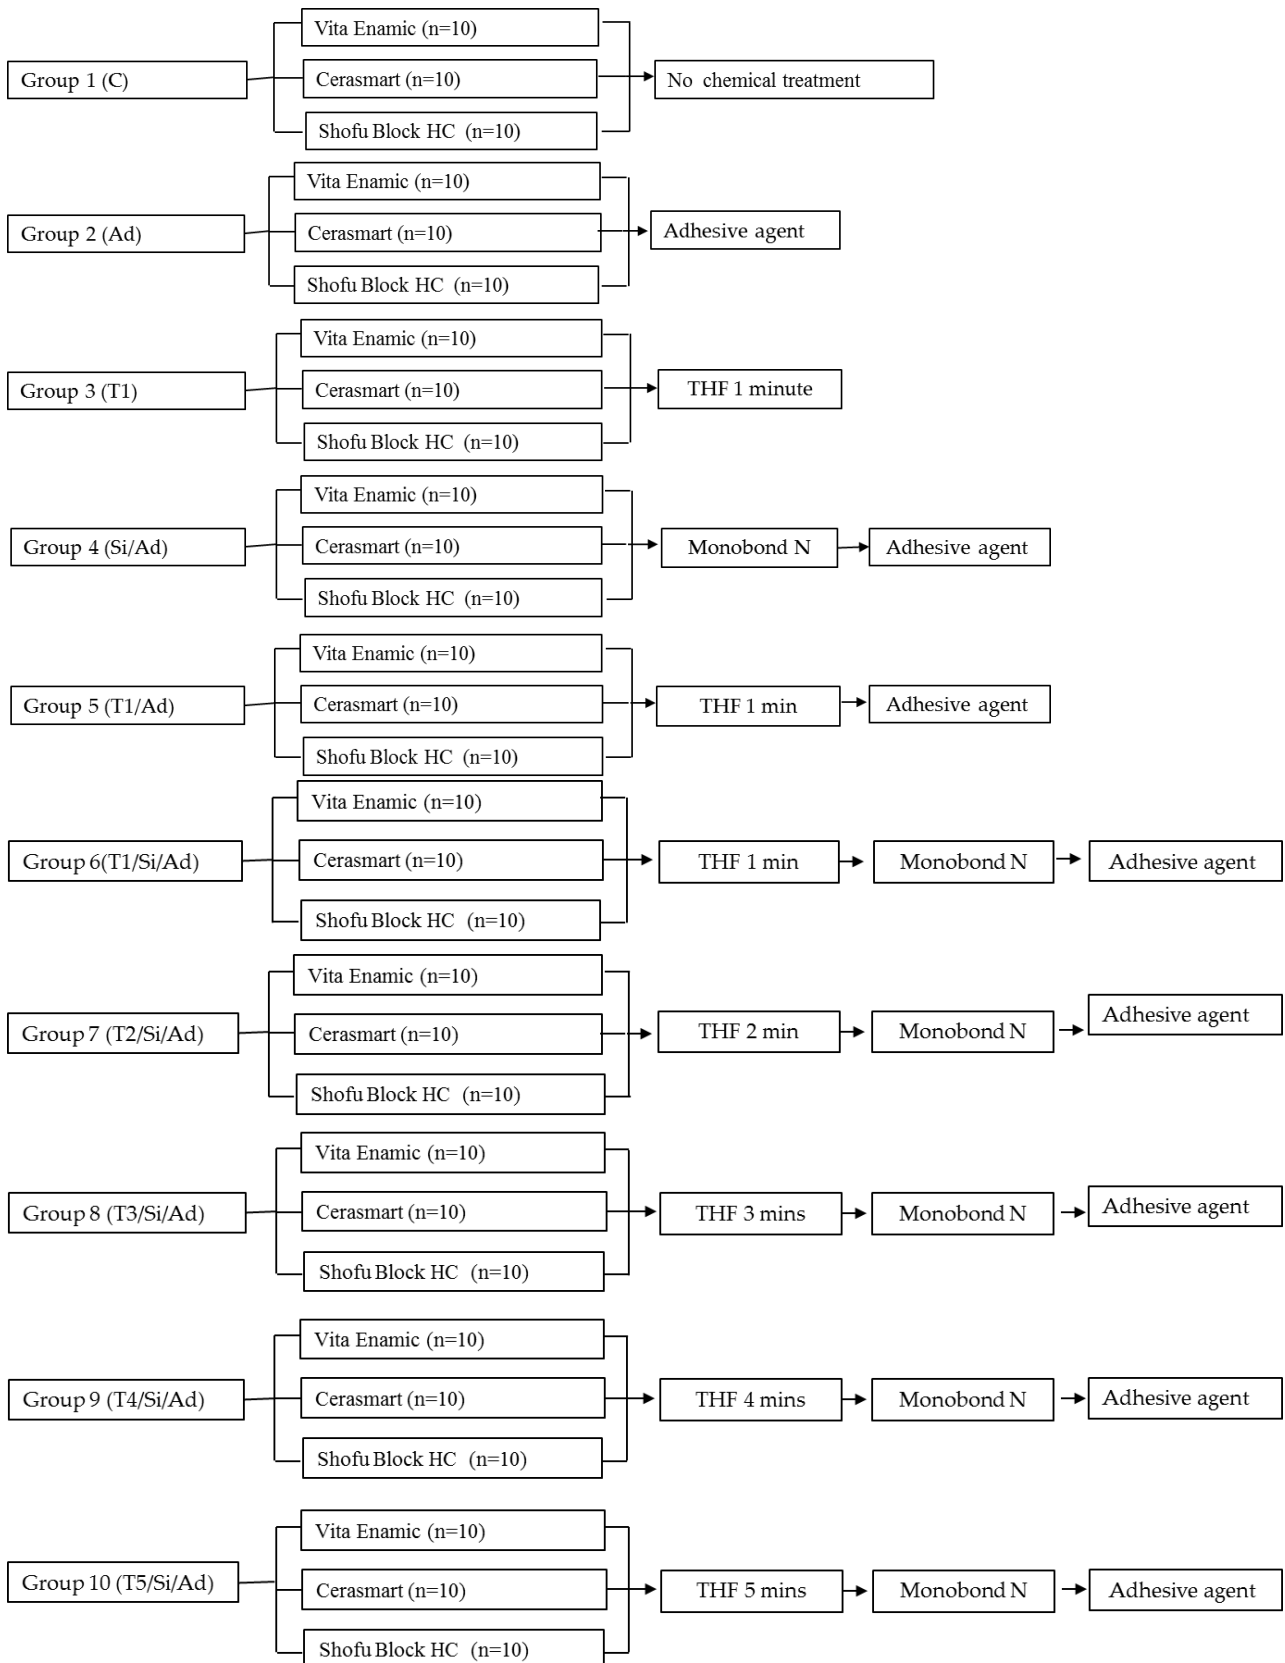 Vita Enamic (n=10)
Group 1 (C)
Cerasmart (n=10)
No chemical treatment
Shofu Block HC (n=10)
Vita Enamic (n=10)
Group 2 (Ad)
Cerasmart (n=10)
Adhesive agent
Shofu Block HC (n=10)
Vita Enamic (n=10)
Group 3 (T1)
Cerasmart (n=10)
THF 1 minute
Shofu Block HC (n=10)
Vita Enamic (n=10)
Group 4 (Si/Ad)
Cerasmart (n=10)
Monobond N
Adhesive agent
Shofu Block HC (n=10)
Vita Enamic (n=10)
Group 5 (T1/Ad)
Cerasmart (n=10)
THF 1 min
Adhesive agent
Shofu Block HC (n=10)
Vita Enamic (n=10)
Group 6(T1/Si/Ad)
Cerasmart (n=10)
THF 1 min
Monobond N
Adhesive agent
Shofu Block HC (n=10)
Vita Enamic (n=10)
Group 7 (T2/Si/Ad)
Cerasmart (n=10)
THF 2 min
Monobond N
Adhesive agent
Shofu Block HC (n=10)
Vita Enamic (n=10)
Group 8 (T3/Si/Ad)
Cerasmart (n=10)
THF 3 mins
Monobond N
Adhesive agent
Shofu Block HC (n=10)
Vita Enamic (n=10)
Group 9 (T4/Si/Ad)
Cerasmart (n=10)
THF 4 mins
Monobond N
Adhesive agent
Shofu Block HC (n=10)
Vita Enamic (n=10)
Group 10 (T5/Si/Ad)
Cerasmart (n=10)
THF 5 mins
Monobond N
Adhesive agent
Shofu Block HC (n=10)